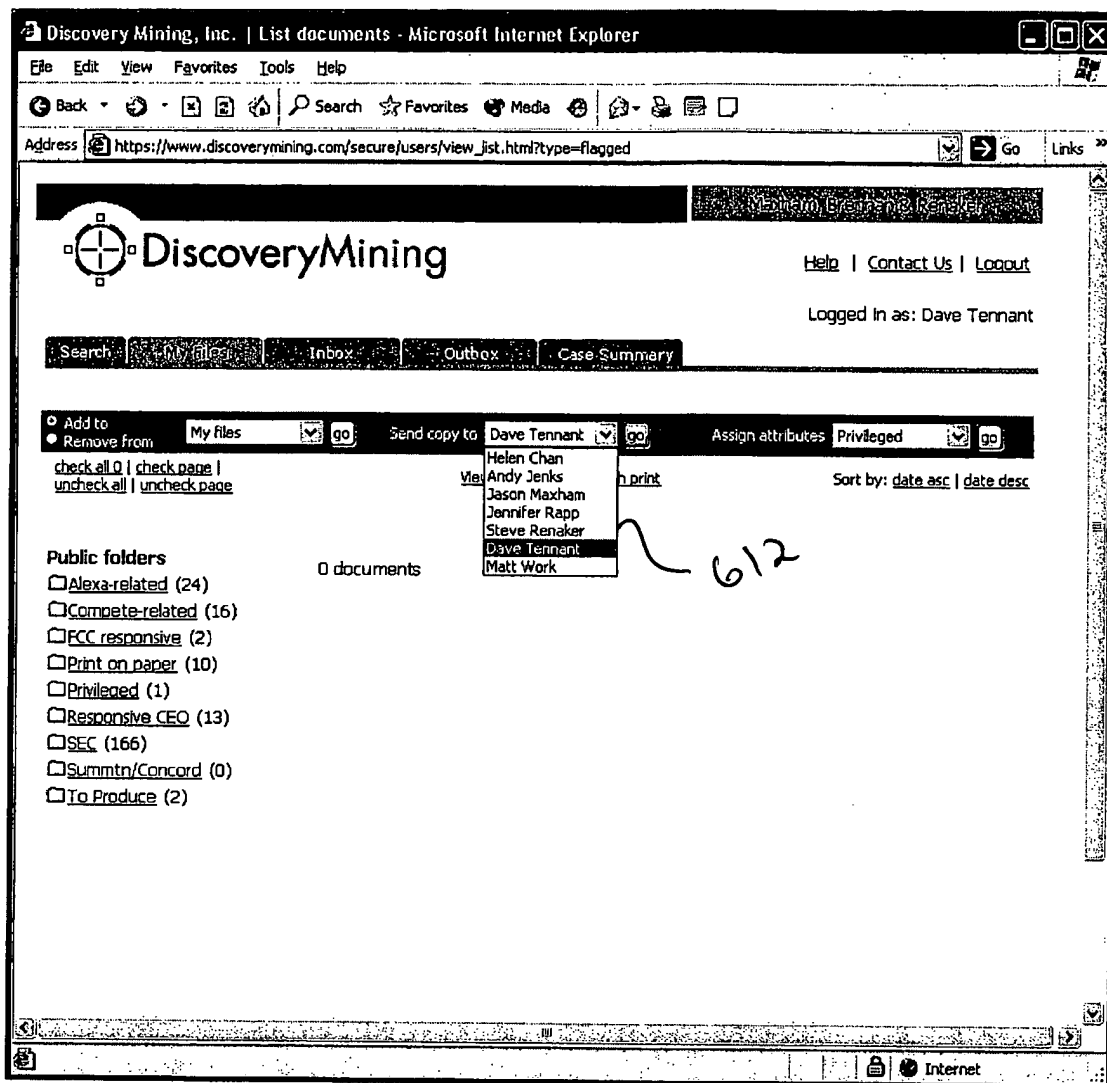 Discovery Mining, Inc. | List documents - Microsoft Internet Explorer
File Edit View Favorites Tools Help
Back Search Favorites Media
Address https://www.discoverymining.com/secure/users/view_list.html?type=flagged Go Links »
Maxham, Brennan & Renaker
DiscoveryMining
Help | Contact Us | Logout
Logged in as: Dave Tennant
Search My files Inbox Outbox Case Summary
Add to
Remove from My files go Send copy to Dave Tennant go Assign attributes Privileged go
check all 0 | check page |
uncheck all | uncheck page
h print
Sort by: date asc | date desc
Helen Chan
Andy Jenks
Jason Maxham
Jennifer Rapp
Steve Renaker
Dave Tennant
Matt Work
612
Public folders
0 documents
Alexa-related (24)
Compete-related (16)
FCC responsive (2)
Print on paper (10)
Privileged (1)
Responsive CEO (13)
SEC (166)
Summtn/Concord (0)
To Produce (2)
Internet